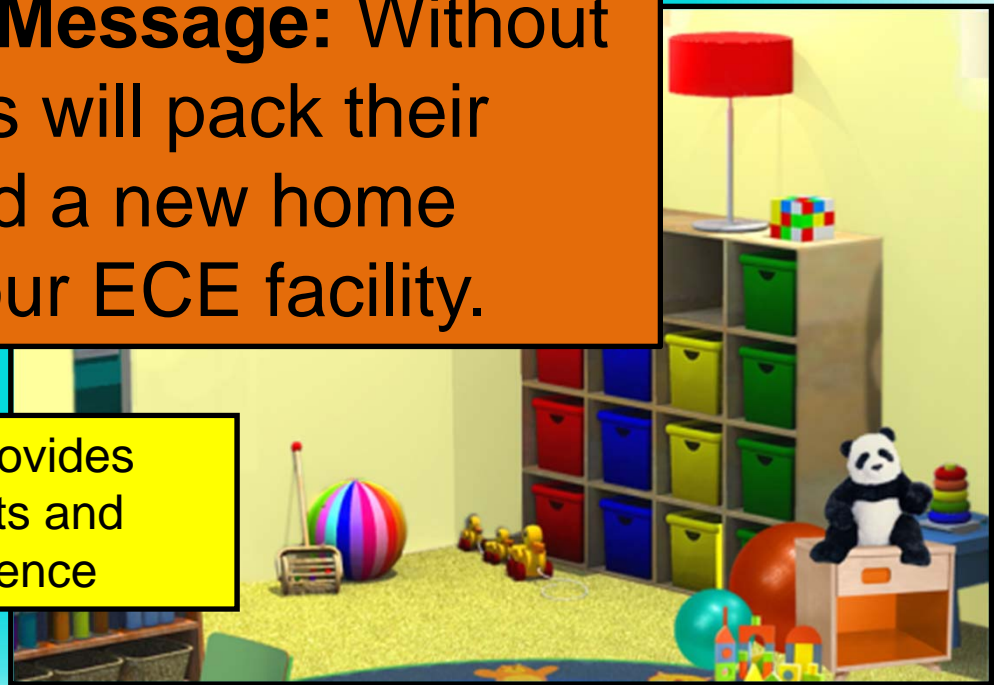 Message: Without
s will pack their
d a new home
our ECE facility.
ovides
ts and
ence